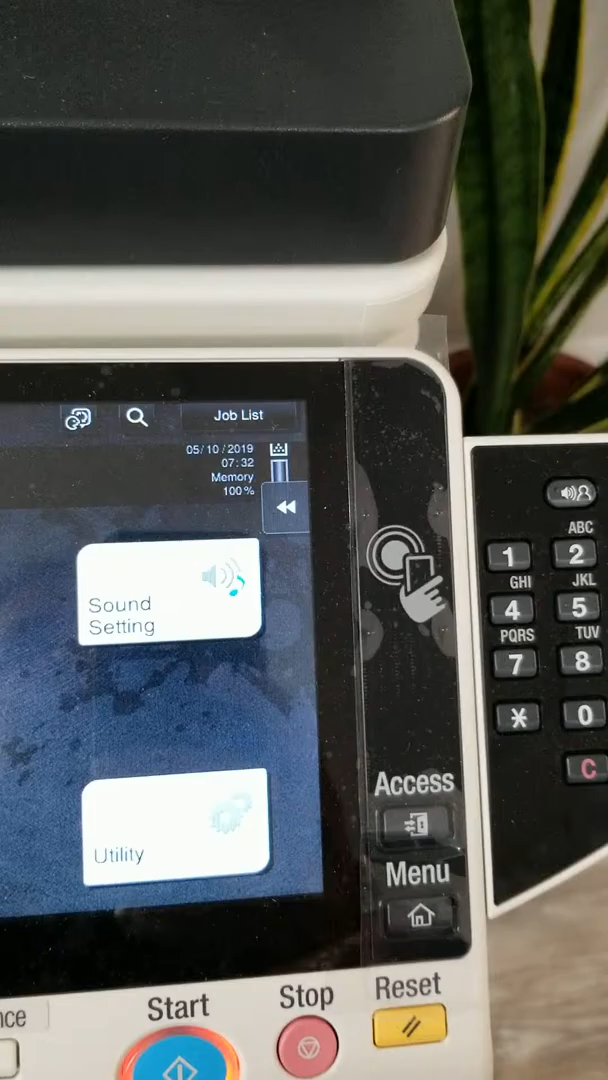 Job List
05/10/2019
07:32
Memory
100%
Sound
Setting
Utility
ABC
1 2
GHI JKL
4 5
PQRS TUV
7 8
* 0
C
Access
Menu
nce
Start
Stop
Reset